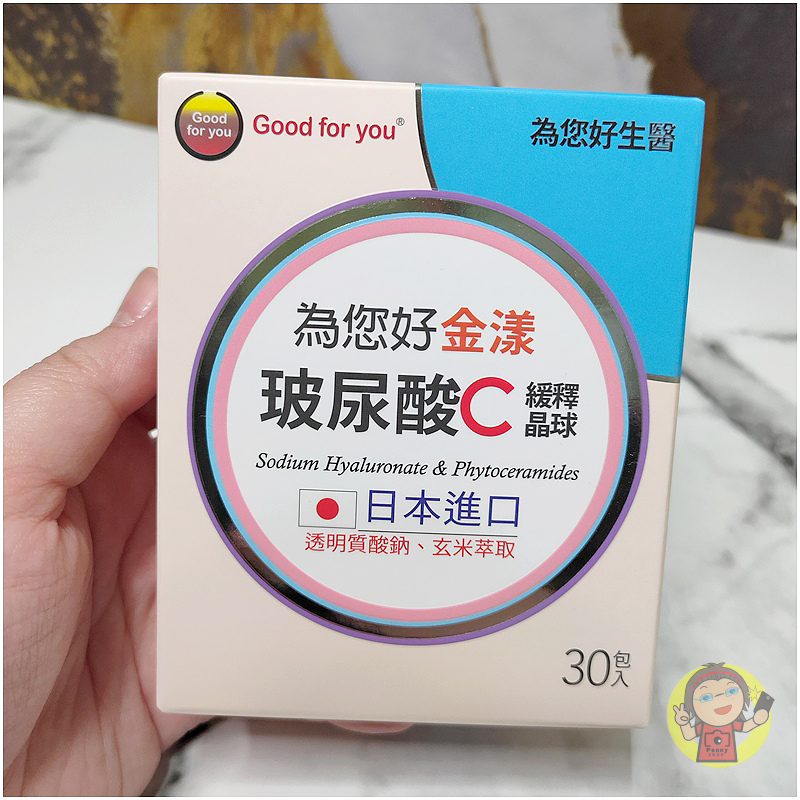 Good
for you
Good for you®
為您好生醫
為您好金漾
玻尿酸C緩釋
晶球
Sodium Hyaluronate & Phytoceramides
日本進口
透明質酸鈉、玄米萃取
30包入
Penny